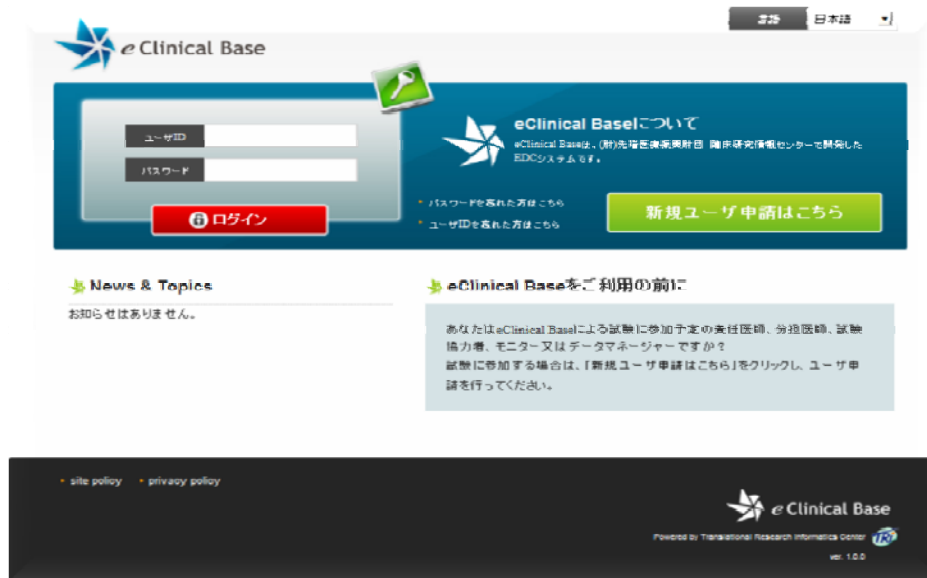 言語 日本語
e Clinical Base
ユーザID
パスワード
ログイン
eClinical Baseについて
eClinical Baseは、(財)先端医療振興財団 臨床研究情報センターで開発した
EDCシステムです。
パスワードを忘れた方はこちら
ユーザIDを忘れた方はこちら
新規ユーザ申請はこちら
News & Topics
お知らせはありません。
eClinical Baseをご利用の前に
あなたはeClinical Baseによる試験に参加予定の責任医師、分担医師、試験
協力者、モニター又はデータマネージャーですか?
試験に参加する場合は、「新規ユーザ申請はこちら」をクリックし、ユーザ申
請を行ってください。
site policy privacy policy
e Clinical Base
Powered by Translational Research Informatics Center TRI
ver. 1.0.0